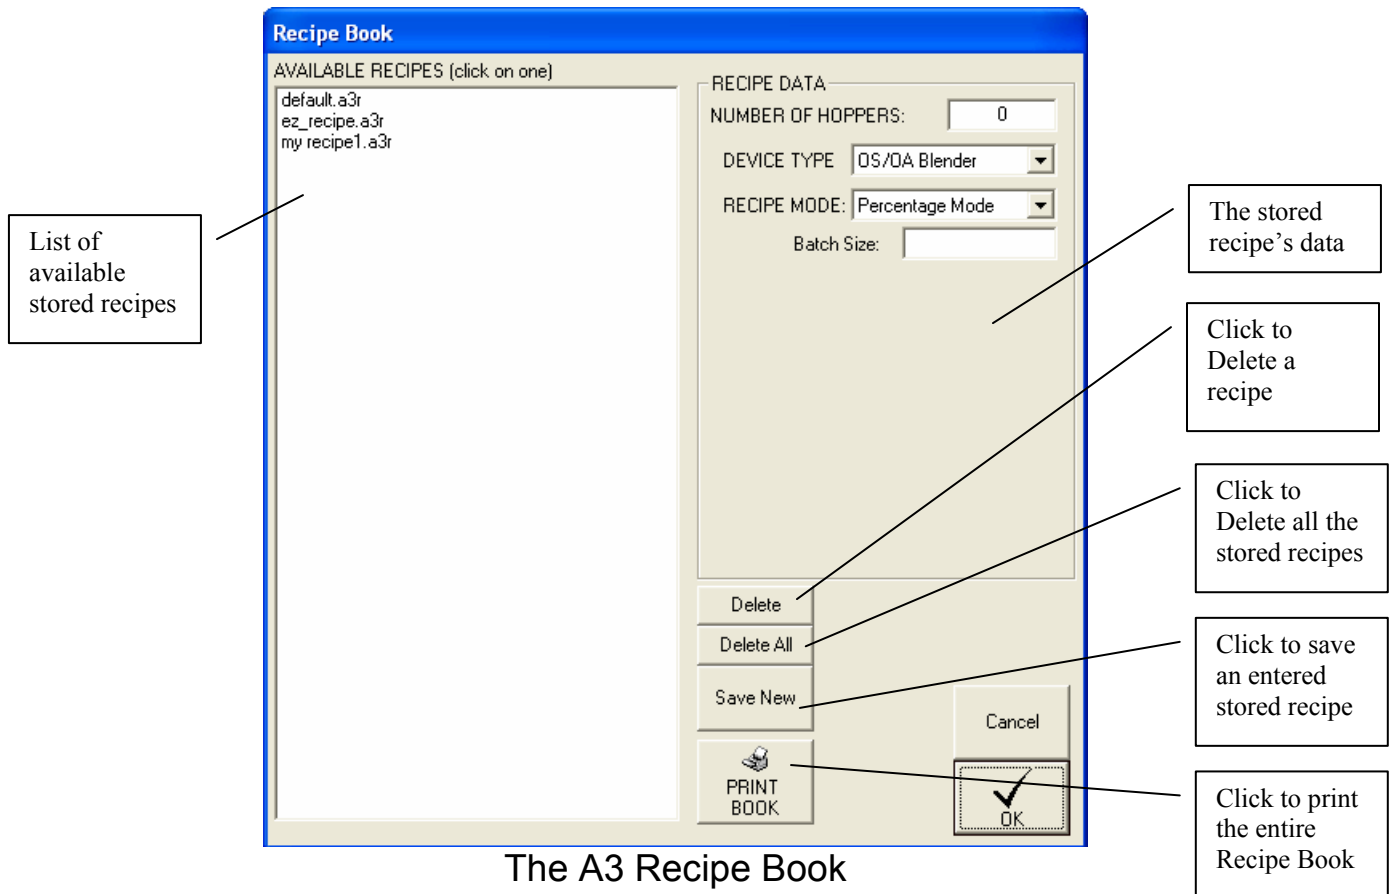 Recipe Book
AVAILABLE RECIPES (click on one)
default.a3r
ez_recipe.a3r
my recipe1.a3r
RECIPE DATA
NUMBER OF HOPPERS: 0
DEVICE TYPE OS/OA Blender
RECIPE MODE: Percentage Mode
Batch Size:
Delete
Delete All
Save New
PRINT
BOOK
Cancel
OK
List of
available
stored recipes
The stored
recipe’s data
Click to
Delete a
recipe
Click to
Delete all the
stored recipes
Click to save
an entered
stored recipe
Click to print
the entire
Recipe Book
The A3 Recipe Book